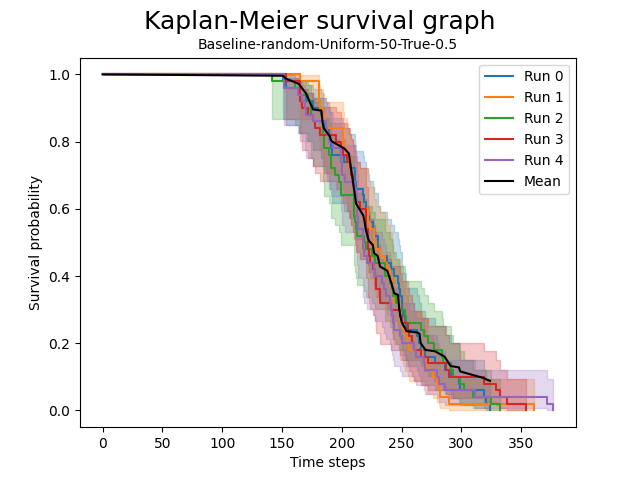 Kaplan-Meier survival graph
Baseline-random-Uniform-50-True-0.5
Survival probability
1.0
0.8
0.6
0.4
0.2
0.0
Run 0
Run 1
Run 2
Run 3
Run 4
Mean
0 50 100 150 200 250 300 350
Time steps